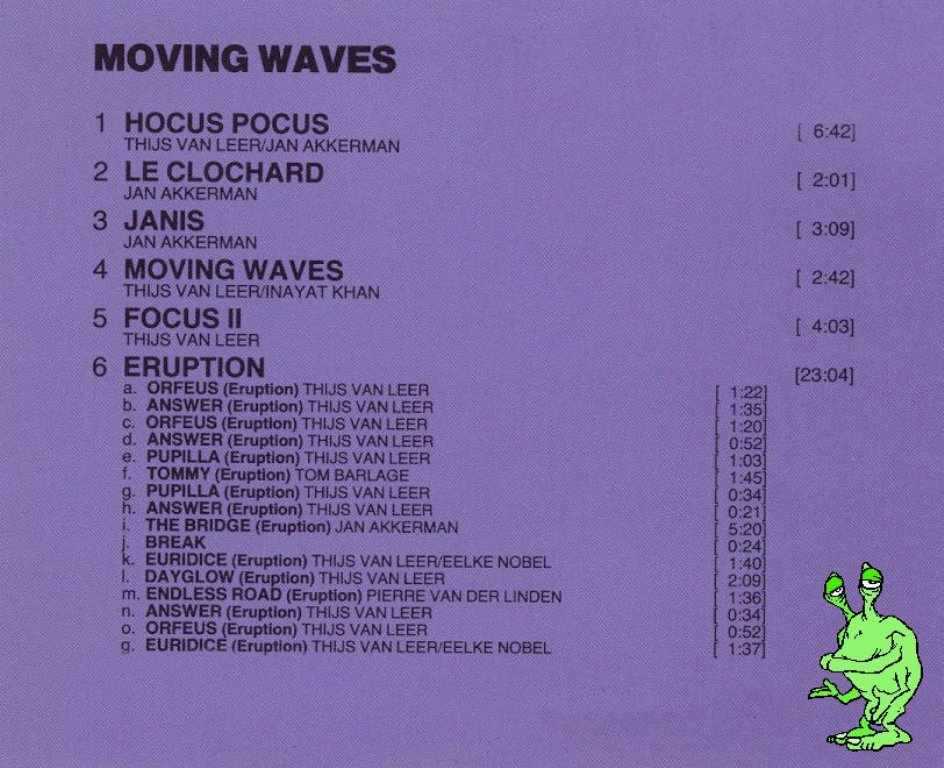 MOVING WAVES
1 HOCUS POCUS [ 6:42]
THIJS VAN LEER/JAN AKKERMAN
2 LE CLOCHARD [ 2:01]
JAN AKKERMAN
3 JANIS [ 3:09]
JAN AKKERMAN
4 MOVING WAVES [ 2:42]
THIJS VAN LEER/INAYAT KHAN
5 FOCUS II [ 4:03]
THIJS VAN LEER
6 ERUPTION [23:04]
a. ORFEUS (Eruption) THIJS VAN LEER [ 1:22]
b. ANSWER (Eruption) THIJS VAN LEER [ 1:35]
c. ORFEUS (Eruption) THIJS VAN LEER [ 1:20]
d. ANSWER (Eruption) THIJS VAN LEER [ 0:52]
e. PUPILLA (Eruption) THIJS VAN LEER [ 1:03]
f. TOMMY (Eruption) TOM BARLAGE [ 1:45]
g. PUPILLA (Eruption) THIJS VAN LEER [ 0:34]
h. ANSWER (Eruption) THIJS VAN LEER [ 0:21]
i. THE BRIDGE (Eruption) JAN AKKERMAN [ 5:20]
j. BREAK [ 0:24]
k. EURIDICE (Eruption) THIJS VAN LEER/EELKE NOBEL [ 1:40]
l. DAYGLOW (Eruption) THIJS VAN LEER [ 2:09]
m. ENDLESS ROAD (Eruption) PIERRE VAN DER LINDEN [ 1:36]
n. ANSWER (Eruption) THIJS VAN LEER [ 0:34]
o. ORFEUS (Eruption) THIJS VAN LEER [ 0:52]
g. EURIDICE (Eruption) THIJS VAN LEER/EELKE NOBEL [ 1:37]